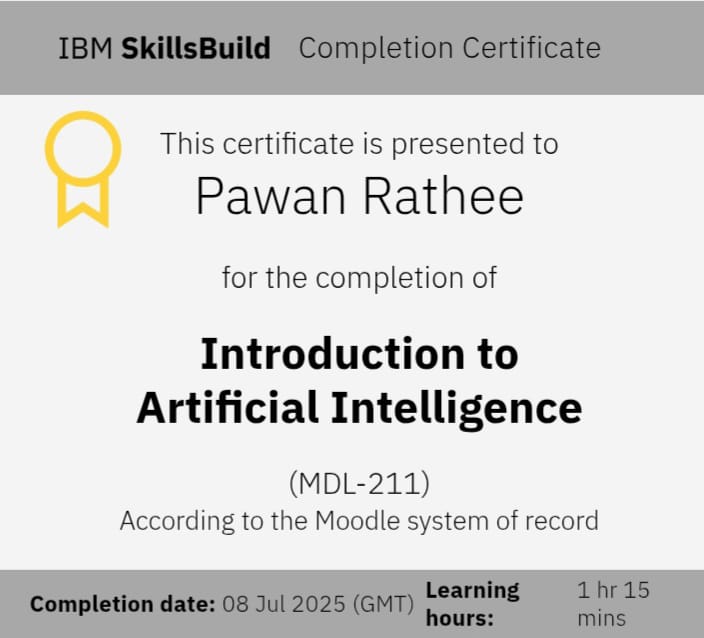 IBM SkillsBuild Completion Certificate
This certificate is presented to
Pawan Rathee
for the completion of
Introduction to
Artificial Intelligence
(MDL-211)
According to the Moodle system of record
Completion date: 08 Jul 2025 (GMT)
Learning
hours:
1 hr 15
mins